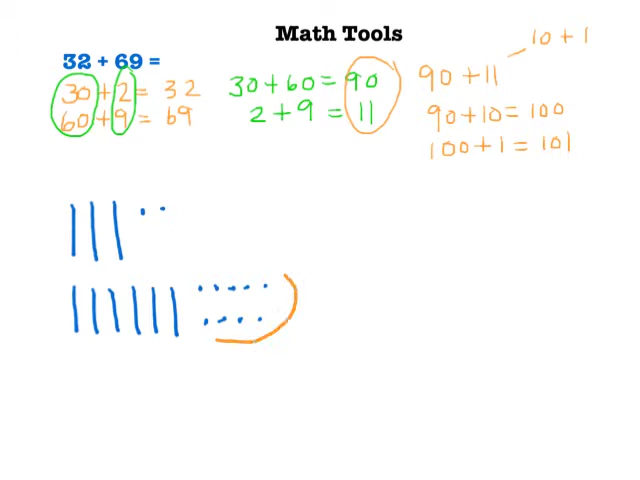 Math Tools
32 + 69 =
30 + 2 = 32
60 + 9 = 69
30 + 60 = 90
2 + 9 = 11
10 + 1
90 + 11
90 + 10 = 100
100 + 1 = 101